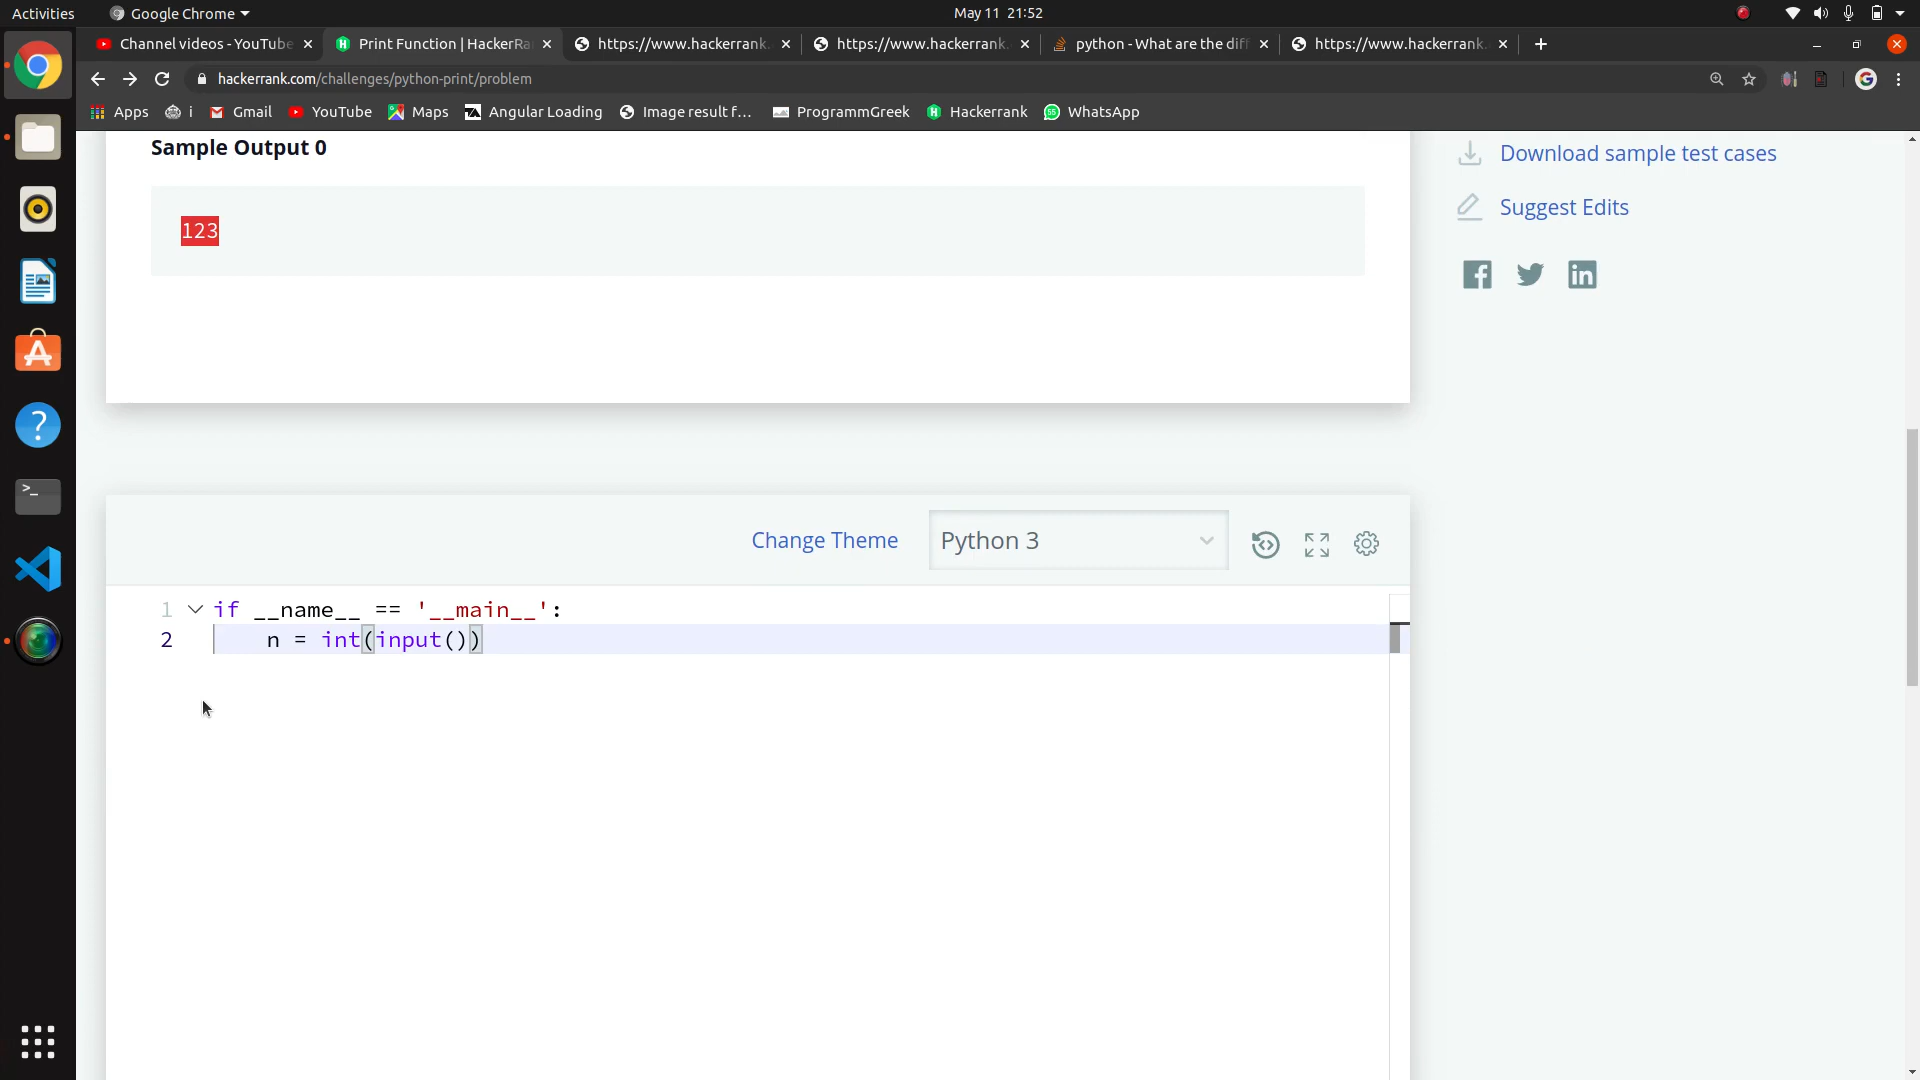 Activities
Google Chrome
May 11 21:52
Channel videos - YouTube
Print Function | HackerRa
https://www.hackerrank.
https://www.hackerrank.
python - What are the diff
https://www.hackerrank.
hackerrank.com/challenges/python-print/problem
Apps
i
Gmail
YouTube
Maps
Angular Loading
Image result f...
ProgrammGreek
Hackerrank
WhatsApp
Sample Output 0
123
Download sample test cases
Suggest Edits
Change Theme
Python 3
1 if __name__ == '__main__':
2 n = int(input())